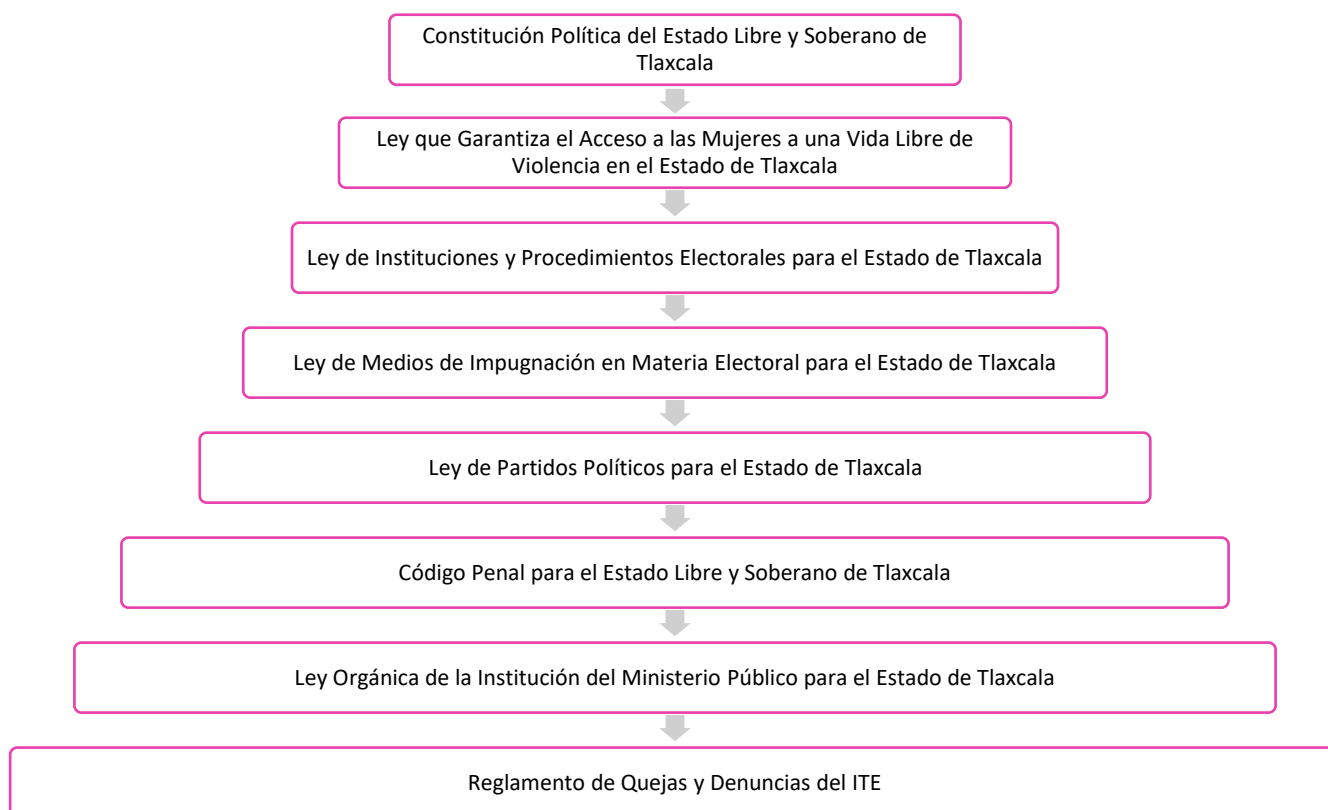 Constitución Política del Estado Libre y Soberano de
Tlaxcala
Ley que Garantiza el Acceso a las Mujeres a una Vida Libre de
Violencia en el Estado de Tlaxcala
Ley de Instituciones y Procedimientos Electorales para el Estado de Tlaxcala
Ley de Medios de Impugnación en Materia Electoral para el Estado de Tlaxcala
Ley de Partidos Políticos para el Estado de Tlaxcala
Código Penal para el Estado Libre y Soberano de Tlaxcala
Ley Orgánica de la Institución del Ministerio Público para el Estado de Tlaxcala
Reglamento de Quejas y Denuncias del ITE